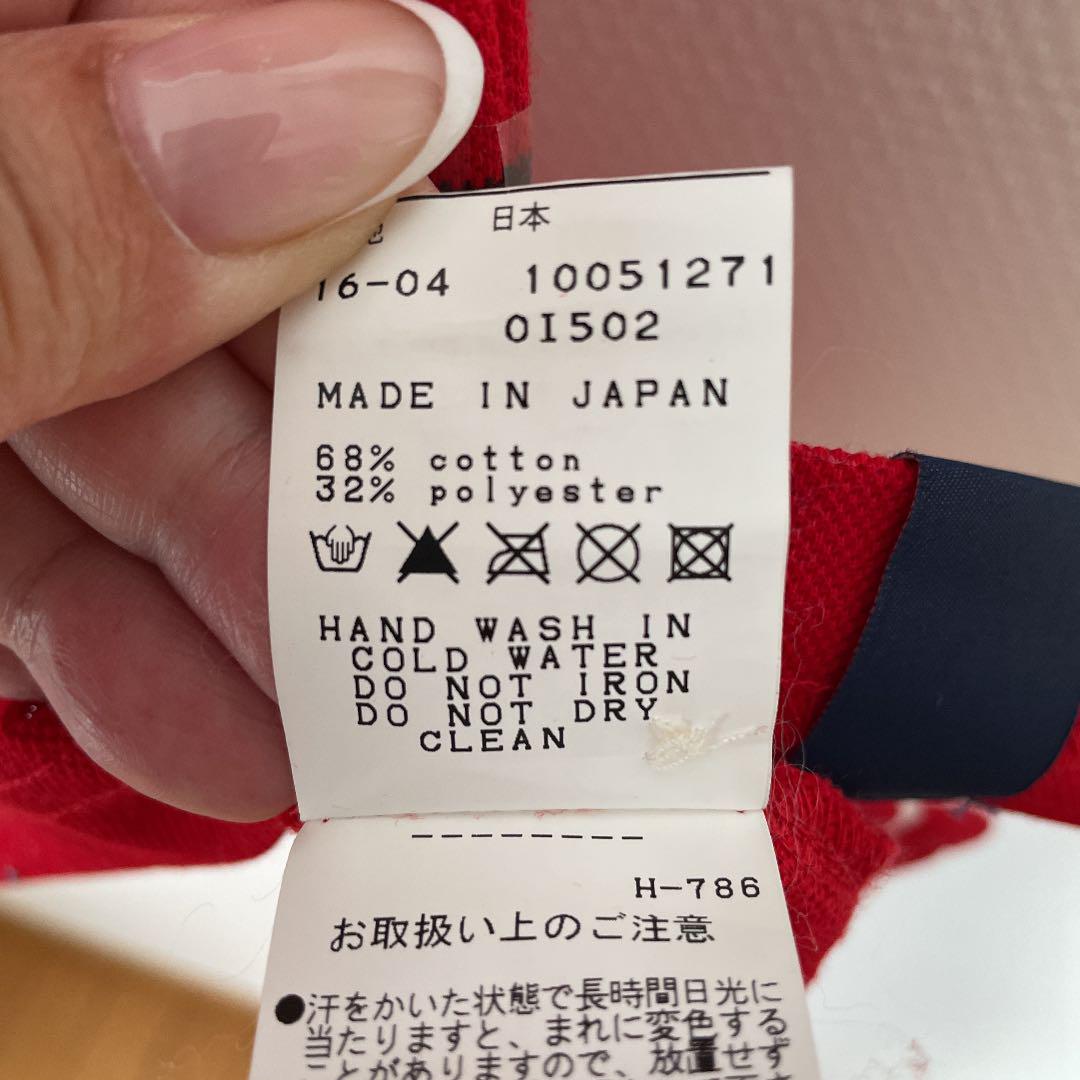 日本
16-04 10051271
0I502
MADE IN JAPAN
68% cotton
32% polyester
HAND WASH IN
COLD WATER
DO NOT IRON
DO NOT DRY
CLEAN
H-786
お取扱い上のご注意
●汗をかいた状態で長時間日光に
当たりますと、まれに変色する
ことがありますので、放置せず